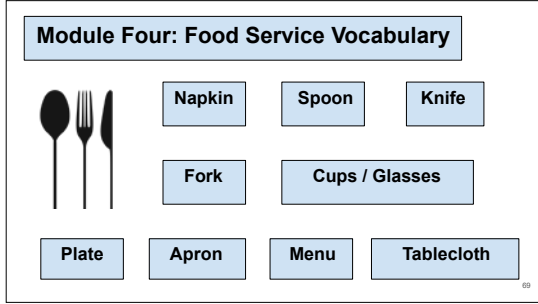 Module Four: Food Service Vocabulary
Napkin
Spoon
Knife
Fork
Cups / Glasses
Plate
Apron
Menu
Tablecloth
69